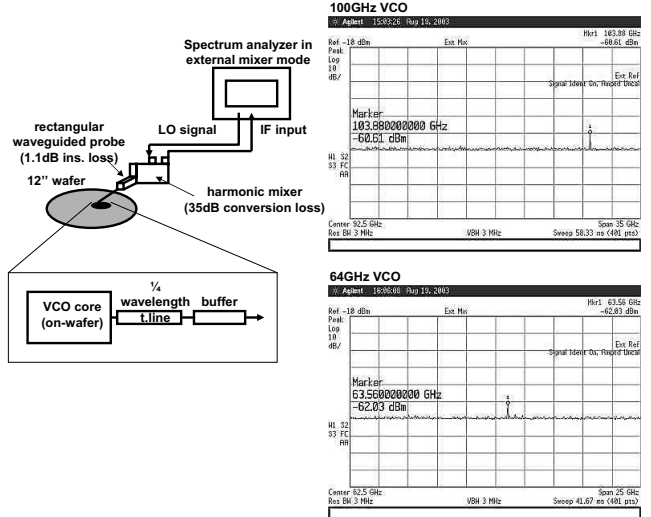 Spectrum analyzer in
external mixer mode
LO signal
IF input
rectangular
waveguided probe
(1.1dB ins. loss)
12’’ wafer
harmonic mixer
(35dB conversion loss)
VCO core
(on-wafer)
¼
wavelength
t.line
buffer
100GHz VCO
Agilent 15:03:26 Aug 19, 2003
Mkr1 103.88 GHz
Ref -10 dBm Ext Mix -60.61 dBm
Peak
Log
10
dB/
Ext Ref
Signal Ident On, Amptd Uncal
Marker
103.880000000 GHz
-60.61 dBm
1
W1 S2
S3 FC
AA
Center 92.5 GHz Span 35 GHz
Res BW 3 MHz VBW 3 MHz Sweep 58.33 ms (401 pts)
64GHz VCO
Agilent 16:06:08 Aug 19, 2003
Mkr1 63.56 GHz
Ref -10 dBm Ext Mix -62.03 dBm
Peak
Log
10
dB/
Ext Ref
Signal Ident On, Amptd Uncal
Marker
63.560000000 GHz
-62.03 dBm
1
W1 S2
S3 FC
AA
Center 62.5 GHz Span 25 GHz
Res BW 3 MHz VBW 3 MHz Sweep 41.67 ms (401 pts)